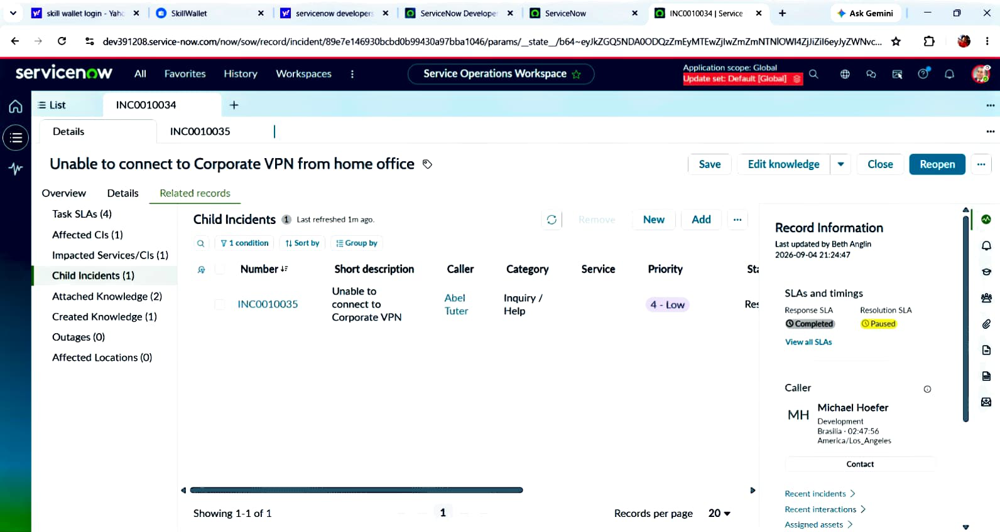 skill wallet login - Yaho
SkillWallet
servicenow developers
ServiceNow Developer
ServiceNow
INC0010034 | Service
Ask Gemini
dev391208.service-now.com/now/sow/record/incident/89e7e146930bcbd0b99430a97bba1046/params/__state__/
servicenow
All
Favorites
History
Workspaces
Service Operations Workspace
Application scope: Global
Update set: Default [Global]
List
INC0010034
Details
INC0010035
Unable to connect to Corporate VPN from home office
Save
Edit knowledge
Close
Reopen
Overview
Details
Related records
Task SLAs (4)
Affected CIs (1)
Impacted Services/CIs (1)
Child Incidents (1)
Attached Knowledge (2)
Created Knowledge (1)
Outages (0)
Affected Locations (0)
Child Incidents 1 Last refreshed 1m ago.
Remove
New
Add
1 condition
Sort by
Group by
Number
Short description
Caller
Category
Service
Priority
Sta
INC0010035
Unable to
connect to
Corporate VPN
Abel
Tuter
Inquiry /
Help
4 - Low
Res
Showing 1-1 of 1
1
Records per page 20
Record Information
Last updated by Beth Anglin
2026-09-04 21:24:47
SLAs and timings
Response SLA
Resolution SLA
Completed
Paused
View all SLAs
Caller
MH
Michael Hoefer
Development
Brasilia · 02:47:56
America/Los_Angeles
Contact
Recent incidents
Recent interactions
Assigned assets